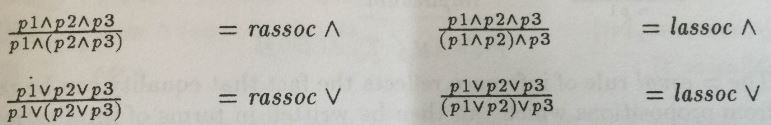 p1∧p2∧p3 / p1∧(p2∧p3) = rassoc ∧ p1∧p2∧p3 / (p1∧p2)∧p3 = lassoc ∧
p1∨p2∨p3 / p1∨(p2∨p3) = rassoc ∨ p1∨p2∨p3 / (p1∨p2)∨p3 = lassoc ∨